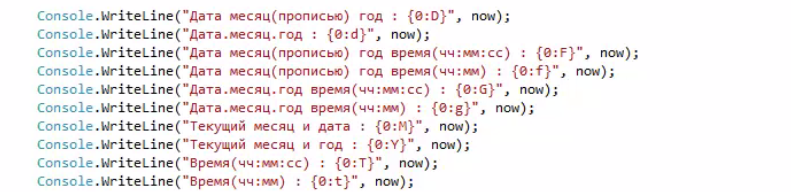 Console.WriteLine("Дата месяц(прописью) год : {0:D}", now);
Console.WriteLine("Дата.месяц.год : {0:d}", now);
Console.WriteLine("Дата месяц(прописью) год время(чч:мм:сс) : {0:F}", now);
Console.WriteLine("Дата месяц(прописью) год время(чч:мм) : {0:f}", now);
Console.WriteLine("Дата.месяц.год время(чч:мм:сс) : {0:G}", now);
Console.WriteLine("Дата.месяц.год время(чч:мм) : {0:g}", now);
Console.WriteLine("Текущий месяц и дата : {0:M}", now);
Console.WriteLine("Текущий месяц и год : {0:Y}", now);
Console.WriteLine("Время(чч:мм:сс) : {0:T}", now);
Console.WriteLine("Время(чч:мм) : {0:t}", now);